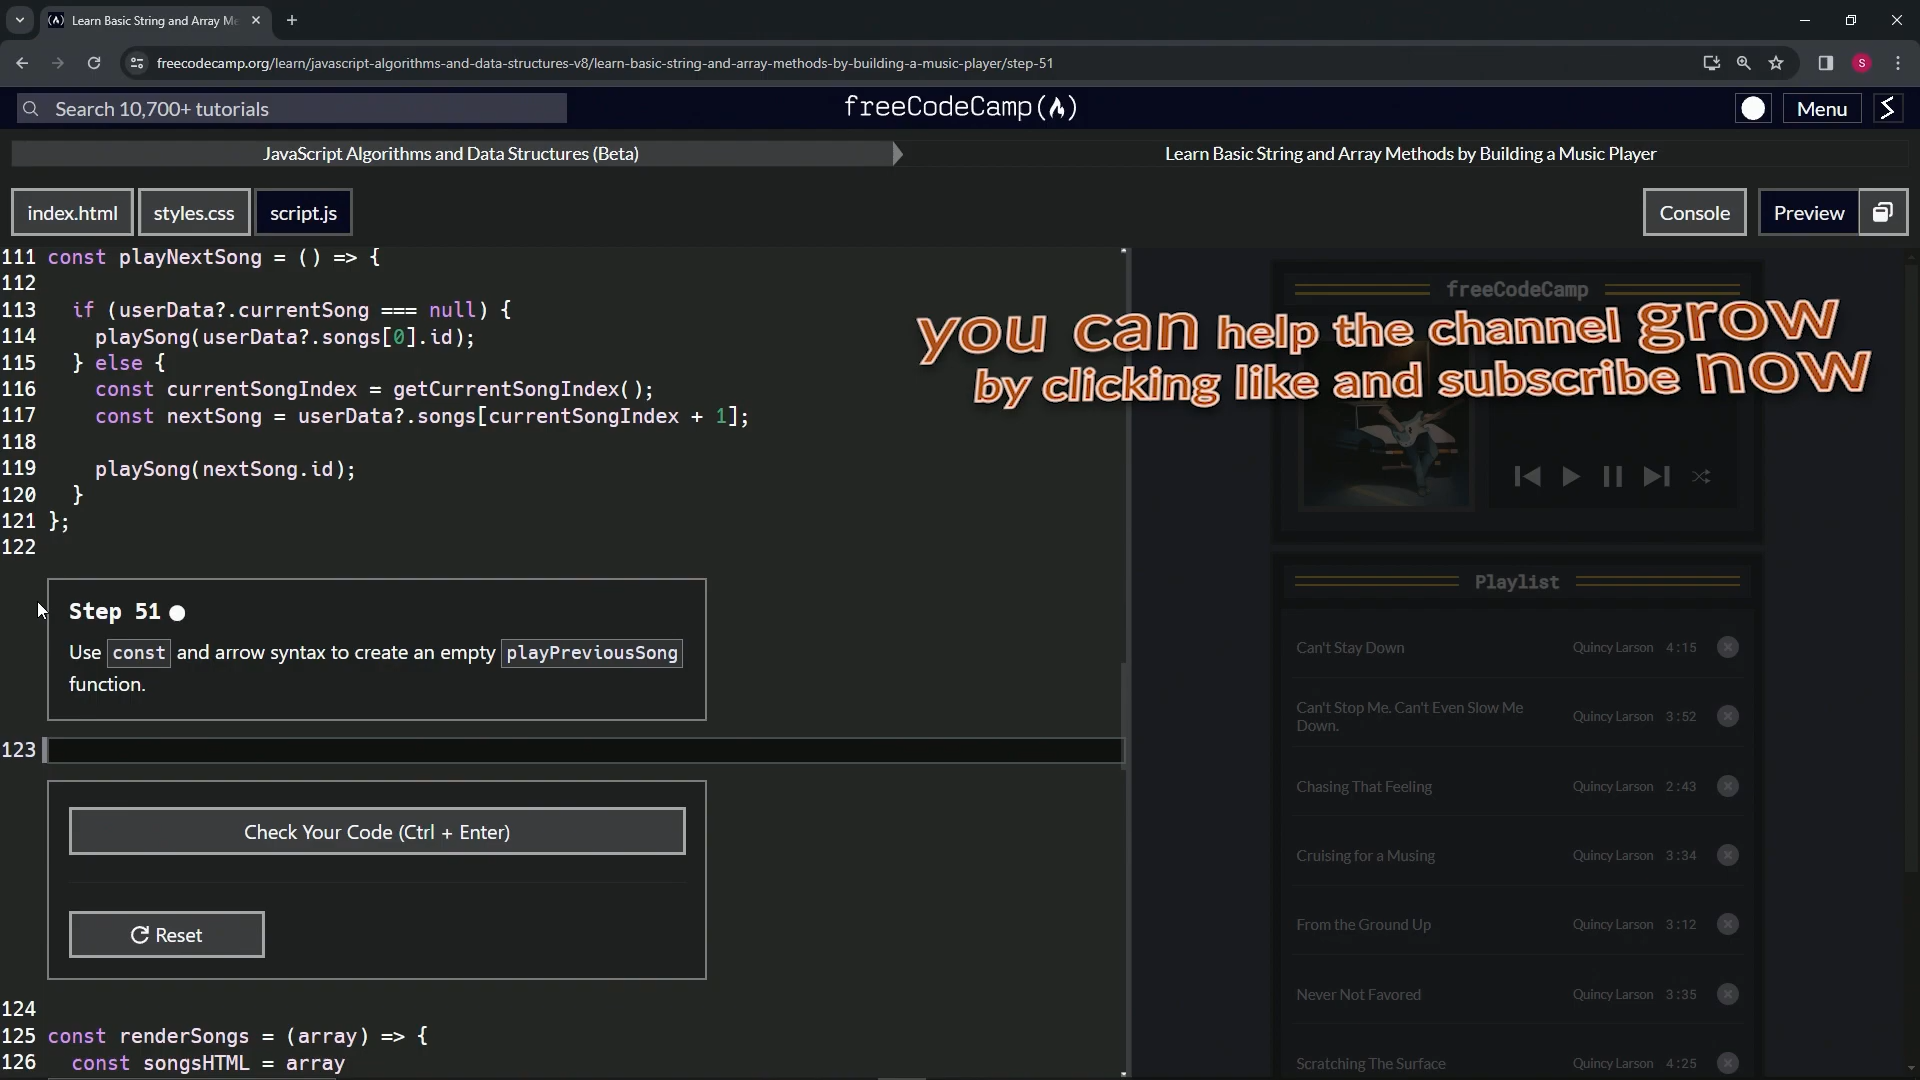 Learn Basic String and Array Me
freecodecamp.org/learn/javascript-algorithms-and-data-structures-v8/learn-basic-string-and-array-methods-by-building-a-music-player/step-51
S
Search 10,700+ tutorials
freeCodeCamp(🔥)
Menu
JavaScript Algorithms and Data Structures (Beta)
Learn Basic String and Array Methods by Building a Music Player
index.html
styles.css
script.js
Console
Preview
111 const playNextSong = () => {
112
113 if (userData?.currentSong === null) {
114 playSong(userData?.songs[0].id);
115 } else {
116 const currentSongIndex = getCurrentSongIndex();
117 const nextSong = userData?.songs[currentSongIndex + 1];
118
119 playSong(nextSong.id);
120 }
121 };
122
Step 51
Use const and arrow syntax to create an empty playPreviousSong
function.
123
Check Your Code (Ctrl + Enter)
Reset
124
125 const renderSongs = (array) => {
126 const songsHTML = array
freeCodeCamp
you can help the channel grow
by clicking like and subscribe now
Playlist
Can't Stay Down Quincy Larson 4:15
Can't Stop Me. Can't Even Slow Me
Down. Quincy Larson 3:52
Chasing That Feeling Quincy Larson 2:43
Cruising for a Musing Quincy Larson 3:34
From the Ground Up Quincy Larson 3:12
Never Not Favored Quincy Larson 3:35
Scratching The Surface Quincy Larson 4:25